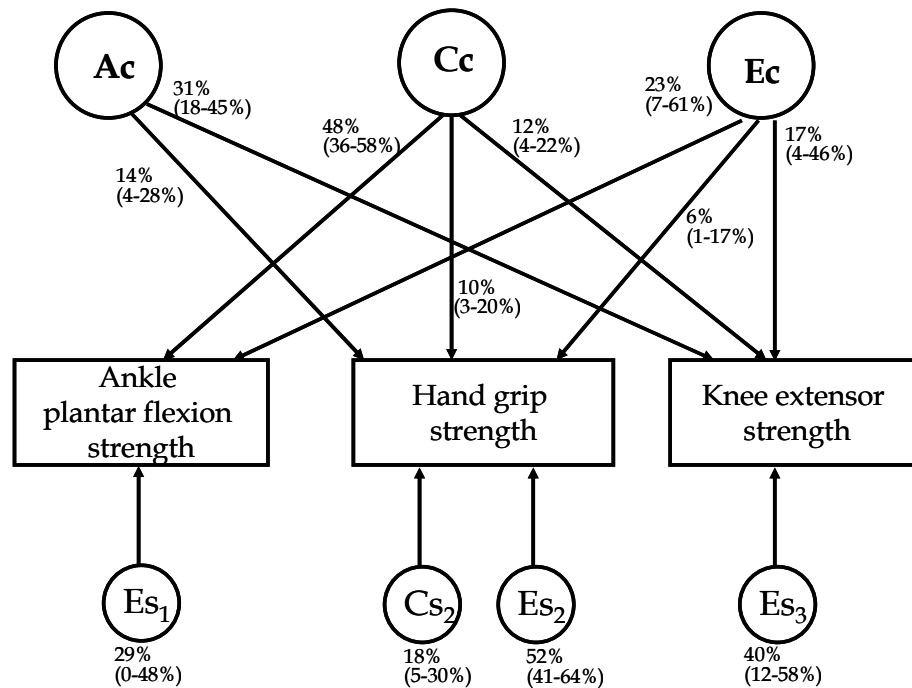 Ac
Cc
Ec
31%
(18-45%)
48%
(36-58%)
12%
(4-22%)
23%
(7-61%)
17%
(4-46%)
14%
(4-28%)
6%
(1-17%)
10%
(3-20%)
Ankle
plantar flexion
strength
Hand grip
strength
Knee extensor
strength
Es₁
Cs₂
Es₂
Es₃
29%
(0-48%)
18%
(5-30%)
52%
(41-64%)
40%
(12-58%)